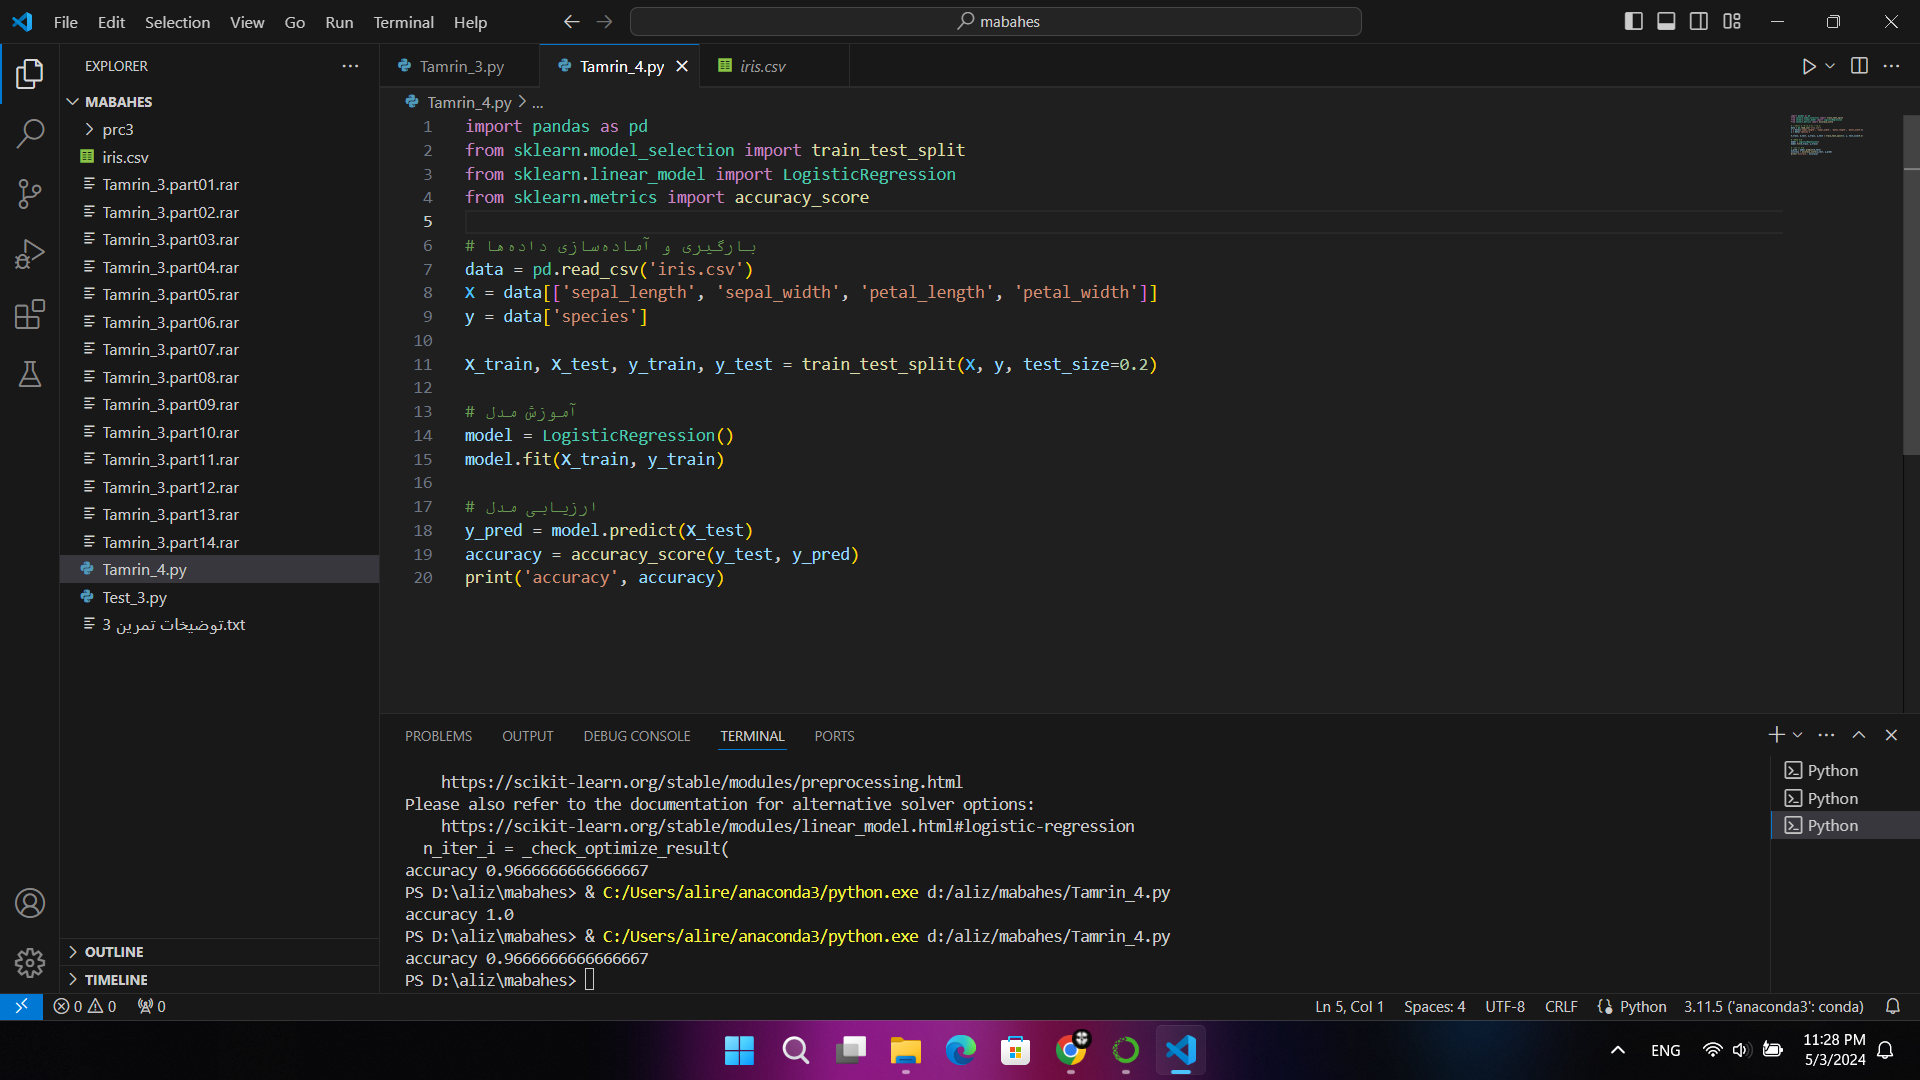 File Edit Selection View Go Run Terminal Help
mabahes
EXPLORER
MABAHES
prc3
iris.csv
Tamrin_3.part01.rar
Tamrin_3.part02.rar
Tamrin_3.part03.rar
Tamrin_3.part04.rar
Tamrin_3.part05.rar
Tamrin_3.part06.rar
Tamrin_3.part07.rar
Tamrin_3.part08.rar
Tamrin_3.part09.rar
Tamrin_3.part10.rar
Tamrin_3.part11.rar
Tamrin_3.part12.rar
Tamrin_3.part13.rar
Tamrin_3.part14.rar
Tamrin_4.py
Test_3.py
توضیخات تمرین 3.txt
OUTLINE
TIMELINE
Tamrin_3.py Tamrin_4.py iris.csv
Tamrin_4.py > ...
1 import pandas as pd
2 from sklearn.model_selection import train_test_split
3 from sklearn.linear_model import LogisticRegression
4 from sklearn.metrics import accuracy_score
5
6 # بارگیری و آماده‌سازی داده‌ها
7 data = pd.read_csv('iris.csv')
8 X = data[['sepal_length', 'sepal_width', 'petal_length', 'petal_width']]
9 y = data['species']
10
11 X_train, X_test, y_train, y_test = train_test_split(X, y, test_size=0.2)
12
13 # آموزش مدل
14 model = LogisticRegression()
15 model.fit(X_train, y_train)
16
17 # ارزیابی مدل
18 y_pred = model.predict(X_test)
19 accuracy = accuracy_score(y_test, y_pred)
20 print('accuracy', accuracy)
PROBLEMS OUTPUT DEBUG CONSOLE TERMINAL PORTS
https://scikit-learn.org/stable/modules/preprocessing.html
Please also refer to the documentation for alternative solver options:
https://scikit-learn.org/stable/modules/linear_model.html#logistic-regression
n_iter_i = _check_optimize_result(
accuracy 0.9666666666666667
PS D:\aliz\mabahes> & C:/Users/alire/anaconda3/python.exe d:/aliz/mabahes/Tamrin_4.py
accuracy 1.0
PS D:\aliz\mabahes> & C:/Users/alire/anaconda3/python.exe d:/aliz/mabahes/Tamrin_4.py
accuracy 0.9666666666666667
PS D:\aliz\mabahes>
Python
Python
Python
0 0 0 Ln 5, Col 1 Spaces: 4 UTF-8 CRLF Python 3.11.5 ('anaconda3': conda)
ENG 11:28 PM
5/3/2024